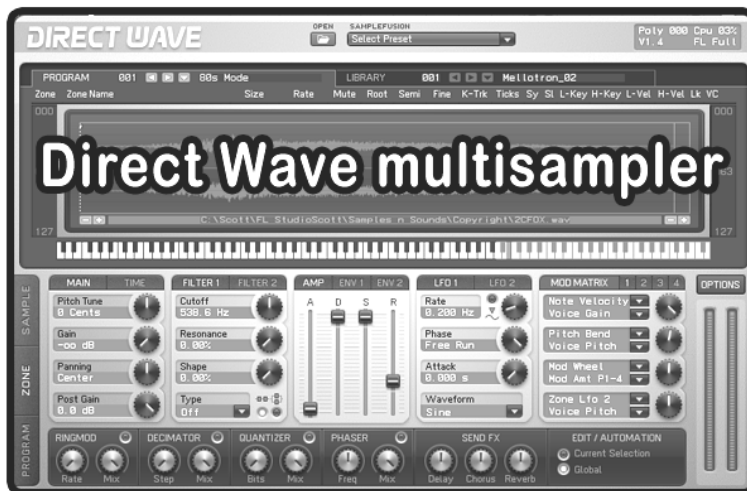 DIRECT WAVE
OPEN
SAMPLEFUSION
Select Preset
Poly 000 Cpu 03%
V1.4 FL Full
PROGRAM 001 80s Mode
LIBRARY 001 Mellotron_02
Zone Zone Name Size Rate Mute Root Semi Fine K-Trk Ticks Sy Sl L-Key H-Key L-Vel H-Vel Lk VC
000 000
Direct Wave multisampler
C:\Scott\FL_StudioScott\Samples n Sounds\Copyright\2CFOX.wav
127 127
SAMPLE
ZONE
PROGRAM
MAIN TIME
Pitch Tune
0 Cents
Gain
-oo dB
Panning
Center
Post Gain
0.0 dB
FILTER 1 FILTER 2
Cutoff
538.6 Hz
Resonance
0.00%
Shape
0.00%
Type
Off
AMP ENV 1 ENV 2
A D S R
LFO 1 LFO 2
Rate
0.200 Hz
Phase
Free Run
Attack
0.000 s
Waveform
Sine
MOD MATRIX 1 2 3 4
Note Velocity
Voice Gain
Pitch Bend
Voice Pitch
Mod Wheel
Mod Amt P1-4
Zone Lfo 2
Voice Pitch
OPTIONS
RINGMOD
Rate Mix
DECIMATOR
Step Mix
QUANTIZER
Bits Mix
PHASER
Freq Mix
SEND FX
Delay Chorus Reverb
EDIT / AUTOMATION
Current Selection
Global